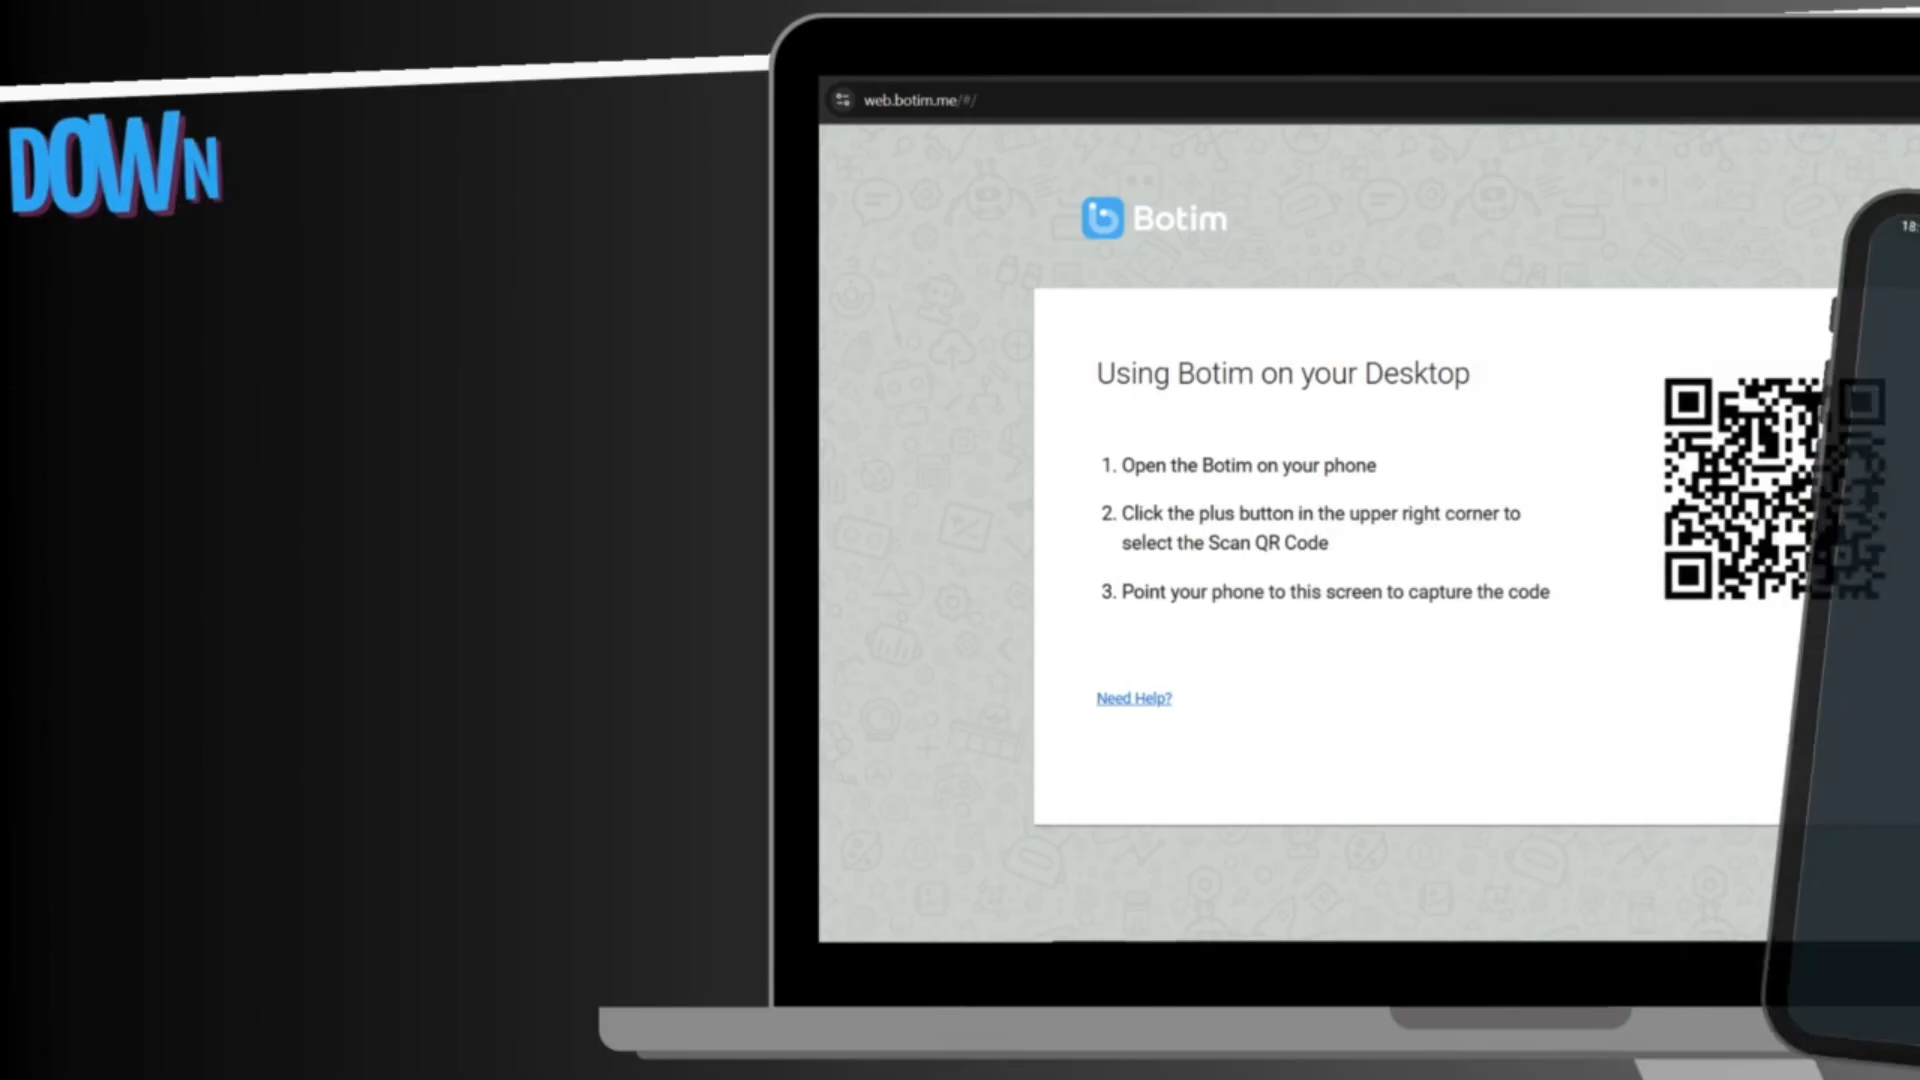 DOWN
web.botim.me/#/
Botim
18:
Using Botim on your Desktop
1. Open the Botim on your phone
2. Click the plus button in the upper right corner to
select the Scan QR Code
3. Point your phone to this screen to capture the code
Need Help?